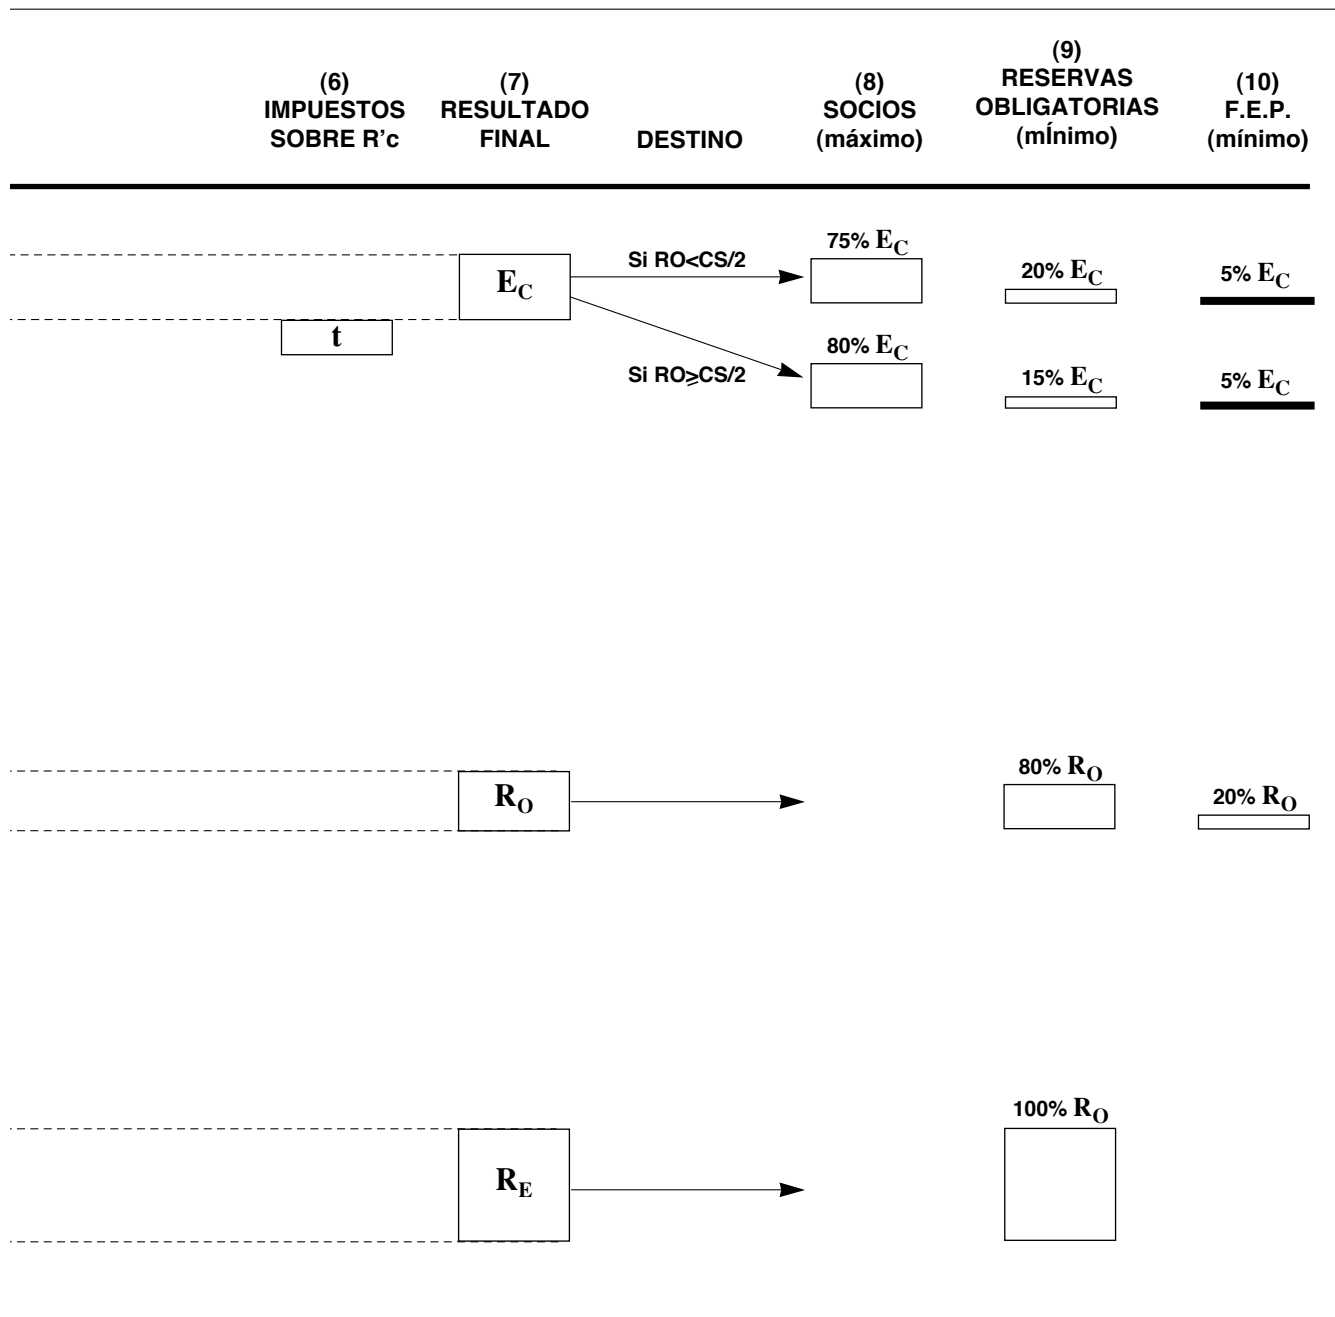 (6)
IMPUESTOS
SOBRE R’c
(7)
RESULTADO
FINAL
DESTINO
(8)
SOCIOS
(máximo)
(9)
RESERVAS
OBLIGATORIAS
(mÍnimo)
(10)
F.E.P.
(mínimo)
E_C
t
Si RO<CS/2
Si RO≥CS/2
75% E_C
20% E_C
5% E_C
80% E_C
15% E_C
5% E_C
R_O
80% R_O
20% R_O
R_E
100% R_O